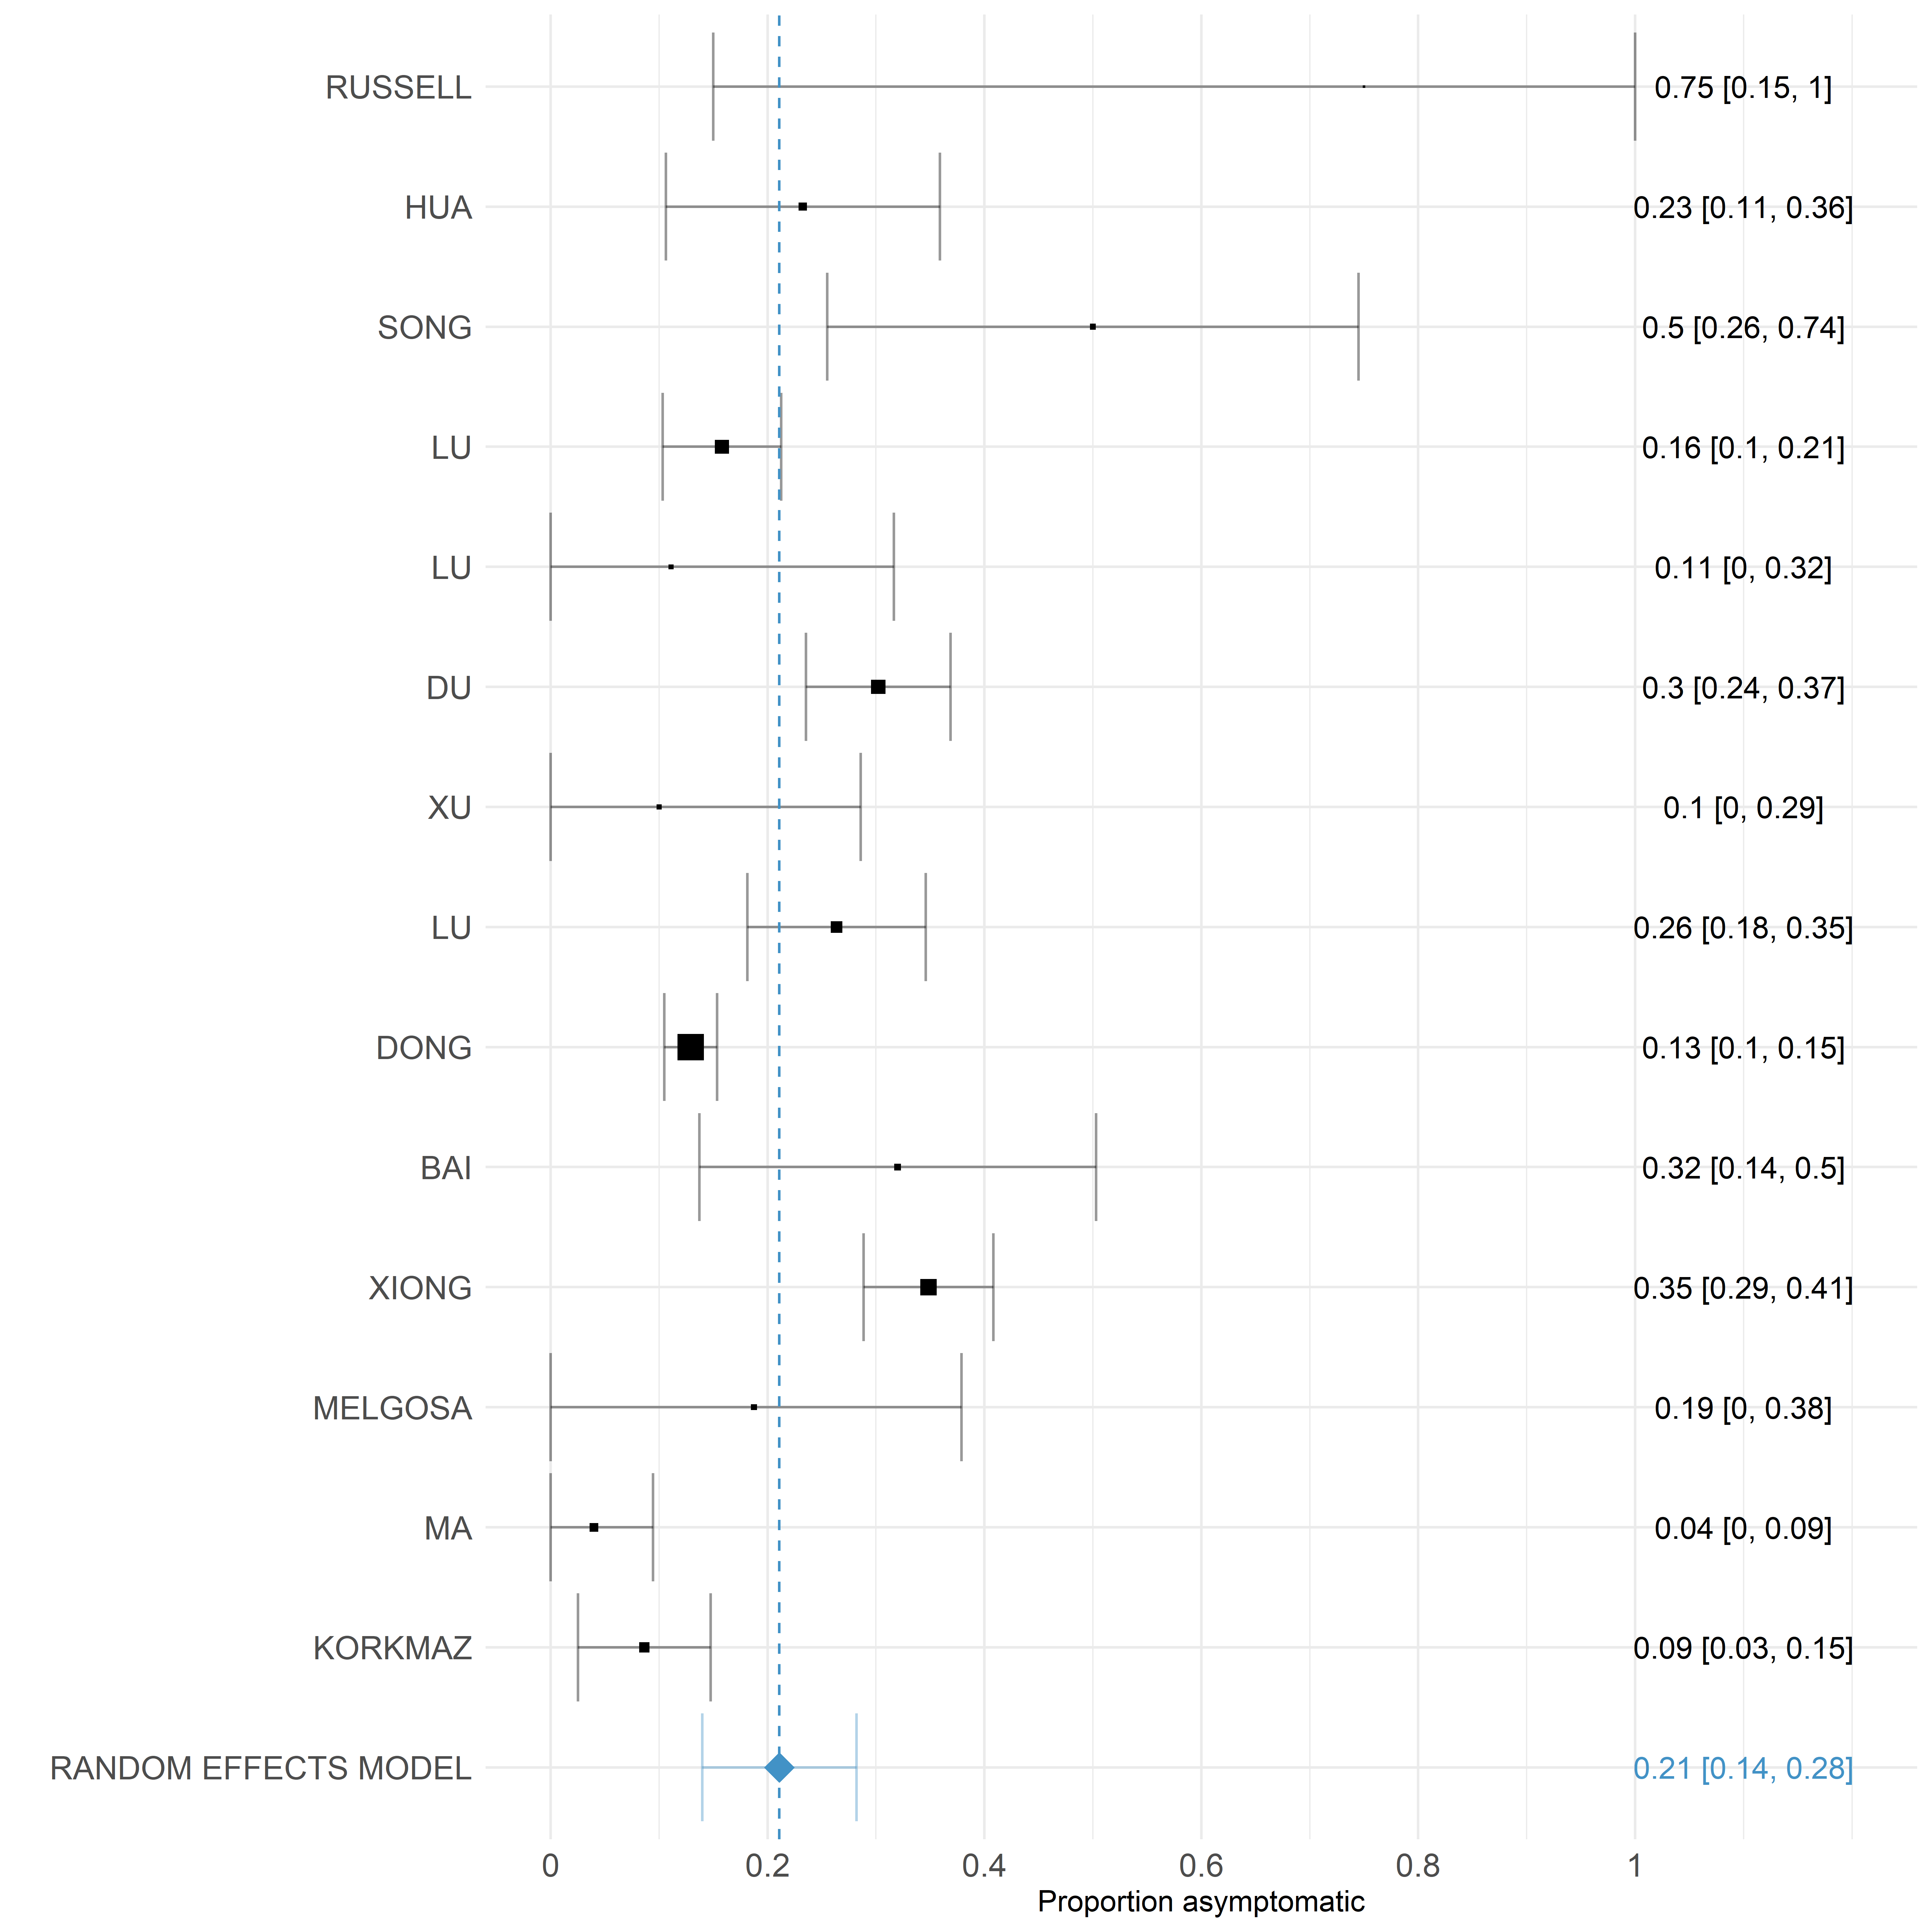 RUSSELL 0.75 [0.15, 1]
HUA 0.23 [0.11, 0.36]
SONG 0.5 [0.26, 0.74]
LU 0.16 [0.1, 0.21]
LU 0.11 [0, 0.32]
DU 0.3 [0.24, 0.37]
XU 0.1 [0, 0.29]
LU 0.26 [0.18, 0.35]
DONG 0.13 [0.1, 0.15]
BAI 0.32 [0.14, 0.5]
XIONG 0.35 [0.29, 0.41]
MELGOSA 0.19 [0, 0.38]
MA 0.04 [0, 0.09]
KORKMAZ 0.09 [0.03, 0.15]
RANDOM EFFECTS MODEL 0.21 [0.14, 0.28]
0 0.2 0.4 0.6 0.8 1
Proportion asymptomatic